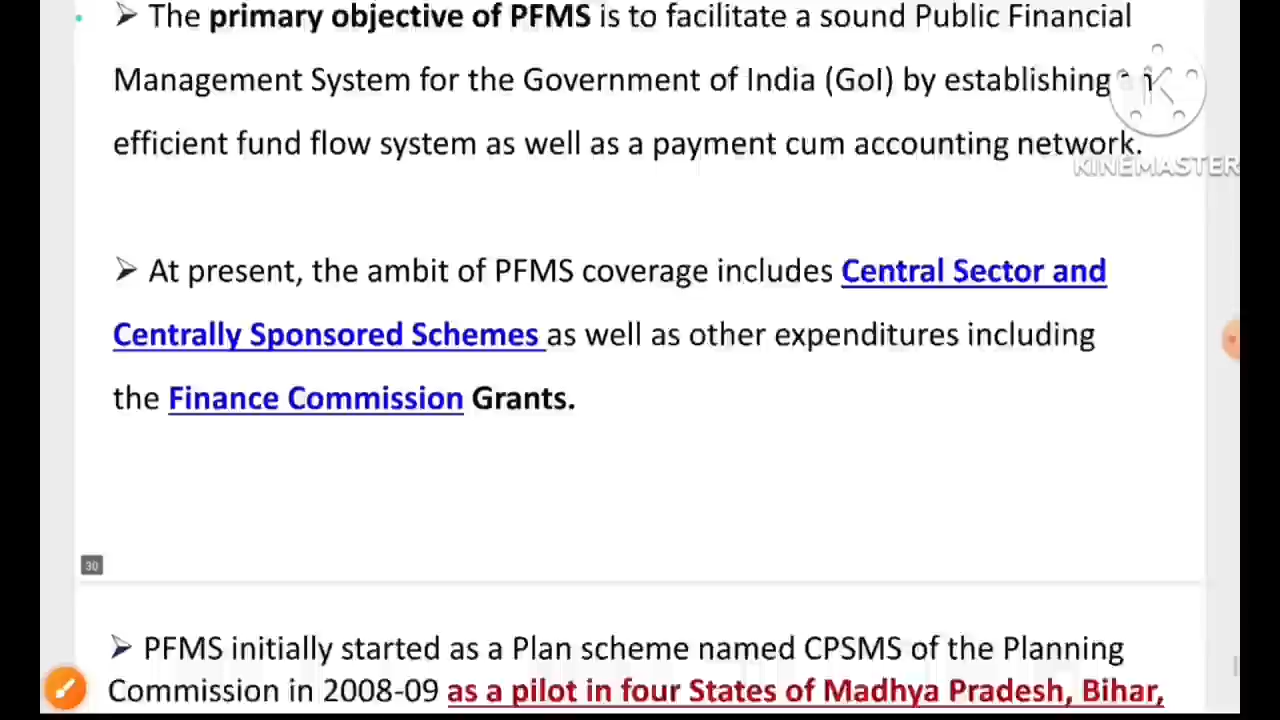 ➢ The primary objective of PFMS is to facilitate a sound Public Financial
Management System for the Government of India (GoI) by establishing
efficient fund flow system as well as a payment cum accounting network.
KINEMASTER
➢ At present, the ambit of PFMS coverage includes Central Sector and
Centrally Sponsored Schemes as well as other expenditures including
the Finance Commission Grants.
30
➢ PFMS initially started as a Plan scheme named CPSMS of the Planning
Commission in 2008-09 as a pilot in four States of Madhya Pradesh, Bihar,